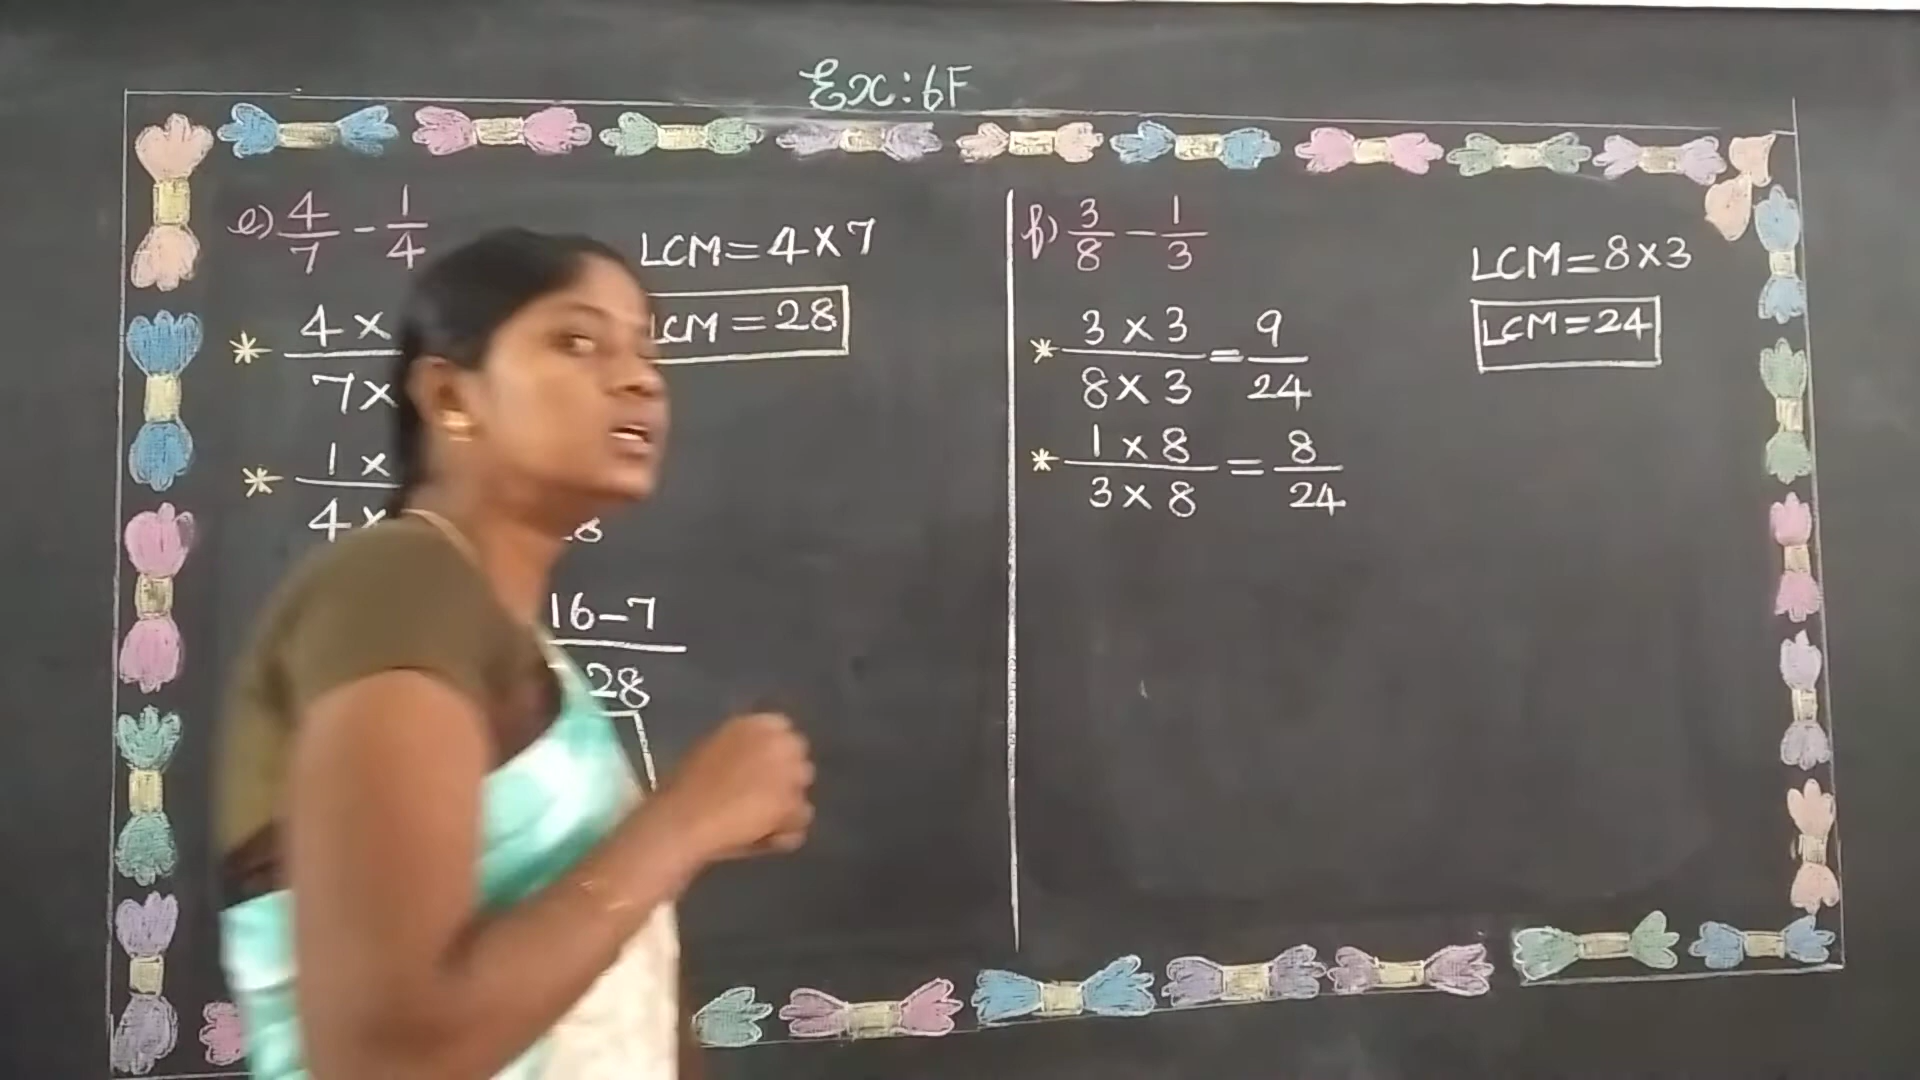 Ex:6F
e) 4/7 - 1/4
LCM = 4 x 7
LCM = 28
* 4 x
7 x
* 1 x
4 x
28
16 - 7
28
f) 3/8 - 1/3
LCM = 8 x 3
LCM = 24
* 3 x 3 / 8 x 3 = 9/24
* 1 x 8 / 3 x 8 = 8/24